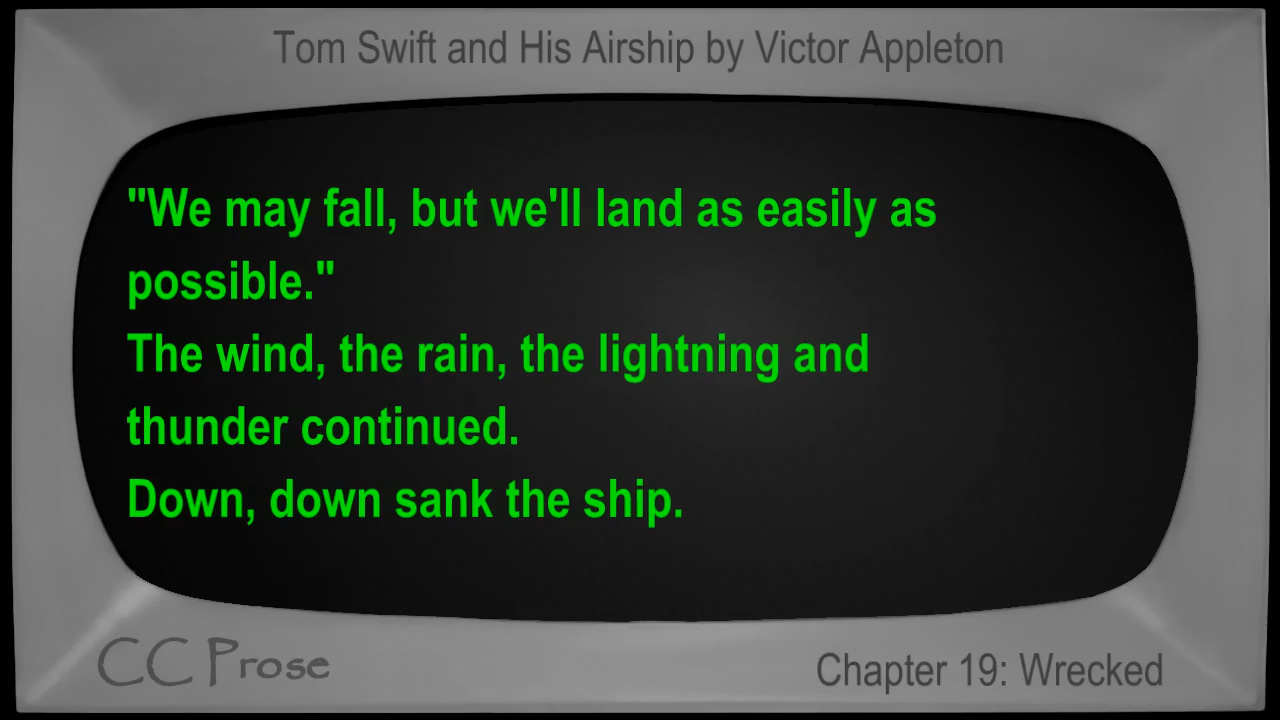 Tom Swift and His Airship by Victor Appleton
"We may fall, but we'll land as easily as
possible."
The wind, the rain, the lightning and
thunder continued.
Down, down sank the ship.
CC Prose
Chapter 19: Wrecked